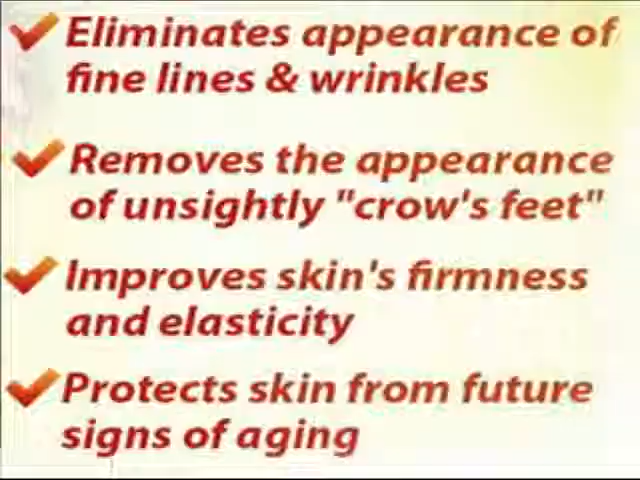 Eliminates appearance of
fine lines & wrinkles
Removes the appearance
of unsightly "crow's feet"
Improves skin's firmness
and elasticity
Protects skin from future
signs of aging